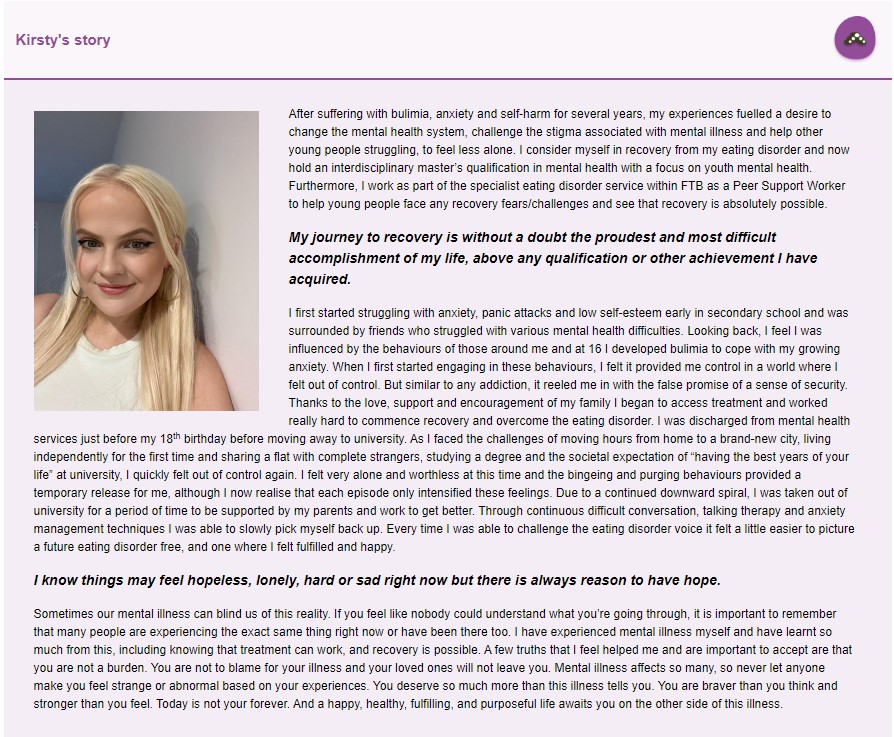 Kirsty's story
After suffering with bulimia, anxiety and self-harm for several years, my experiences fuelled a desire to
change the mental health system, challenge the stigma associated with mental illness and help other
young people struggling, to feel less alone. I consider myself in recovery from my eating disorder and now
hold an interdisciplinary master's qualification in mental health with a focus on youth mental health.
Furthermore, I work as part of the specialist eating disorder service within FTB as a Peer Support Worker
to help young people face any recovery fears/challenges and see that recovery is absolutely possible.
My journey to recovery is without a doubt the proudest and most difficult
accomplishment of my life, above any qualification or other achievement I have
acquired.
I first started struggling with anxiety, panic attacks and low self-esteem early in secondary school and was
surrounded by friends who struggled with various mental health difficulties. Looking back, I feel I was
influenced by the behaviours of those around me and at 16 I developed bulimia to cope with my growing
anxiety. When I first started engaging in these behaviours, I felt it provided me control in a world where I
felt out of control. But similar to any addiction, it reeled me in with the false promise of a sense of security.
Thanks to the love, support and encouragement of my family I began to access treatment and worked
really hard to commence recovery and overcome the eating disorder. I was discharged from mental health
services just before my 18th birthday before moving away to university. As I faced the challenges of moving hours from home to a brand-new city, living
independently for the first time and sharing a flat with complete strangers, studying a degree and the societal expectation of “having the best years of your
life” at university, I quickly felt out of control again. I felt very alone and worthless at this time and the bingeing and purging behaviours provided a
temporary release for me, although I now realise that each episode only intensified these feelings. Due to a continued downward spiral, I was taken out of
university for a period of time to be supported by my parents and work to get better. Through continuous difficult conversation, talking therapy and anxiety
management techniques I was able to slowly pick myself back up. Every time I was able to challenge the eating disorder voice it felt a little easier to picture
a future eating disorder free, and one where I felt fulfilled and happy.
I know things may feel hopeless, lonely, hard or sad right now but there is always reason to have hope.
Sometimes our mental illness can blind us of this reality. If you feel like nobody could understand what you’re going through, it is important to remember
that many people are experiencing the exact same thing right now or have been there too. I have experienced mental illness myself and have learnt so
much from this, including knowing that treatment can work, and recovery is possible. A few truths that I feel helped me and are important to accept are that
you are not a burden. You are not to blame for your illness and your loved ones will not leave you. Mental illness affects so many, so never let anyone
make you feel strange or abnormal based on your experiences. You deserve so much more than this illness tells you. You are braver than you think and
stronger than you feel. Today is not your forever. And a happy, healthy, fulfilling, and purposeful life awaits you on the other side of this illness.